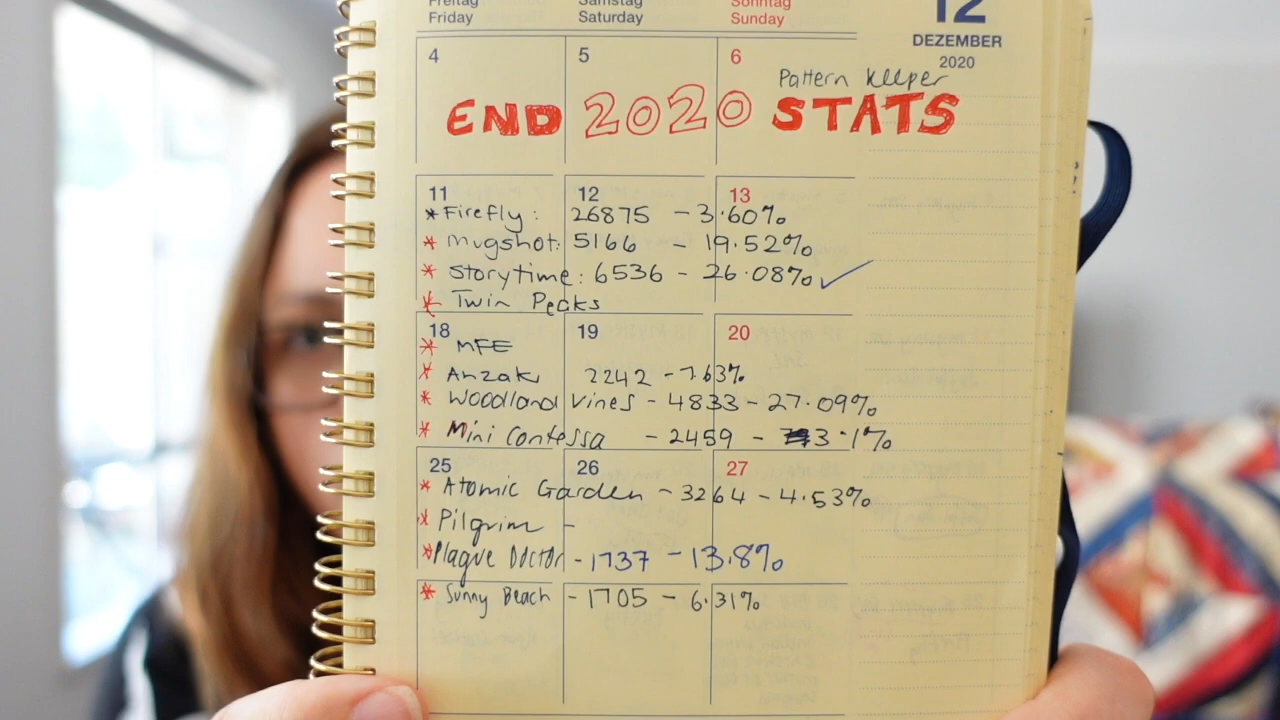 Freitag Samstag Sonntag 12
Friday Saturday Sunday DEZEMBER
2020
4 5 6
Pattern Keeper
END 2020 STATS
11 12 13
* Firefly: 26875 - 3.60%
* Mugshot: 5166 - 19.52%
* Storytime: 6536 - 26.08% ✓
* Twin Peaks
18 19 20
* MFE
* Anzak 2242 - 7.63%
* Woodland Vines - 4833 - 27.09%
* Mini Contessa - 2459 - 3.1%
25 26 27
* Atomic Garden - 3264 - 4.53%
* Pilgrim -
* Plague Doctor - 1737 - 13.8%
* Sunny Beach - 1705 - 6.31%